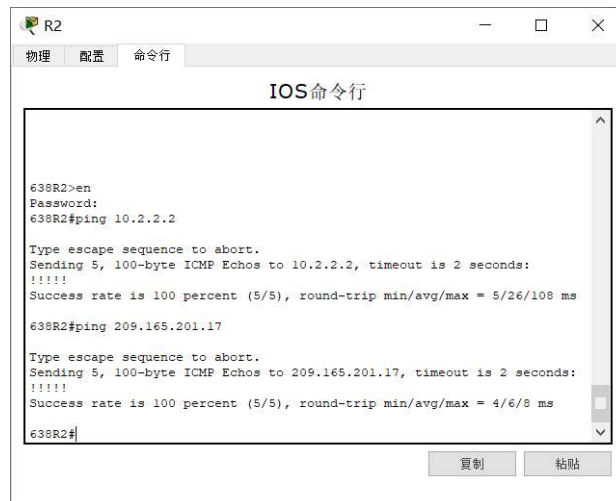 R2
物理 配置 命令行
IOS命令行
638R2>en
Password:
638R2#ping 10.2.2.2
Type escape sequence to abort.
Sending 5, 100-byte ICMP Echos to 10.2.2.2, timeout is 2 seconds:
!!!!!
Success rate is 100 percent (5/5), round-trip min/avg/max = 5/26/108 ms
638R2#ping 209.165.201.17
Type escape sequence to abort.
Sending 5, 100-byte ICMP Echos to 209.165.201.17, timeout is 2 seconds:
!!!!!
Success rate is 100 percent (5/5), round-trip min/avg/max = 4/6/8 ms
638R2#
复制 粘贴